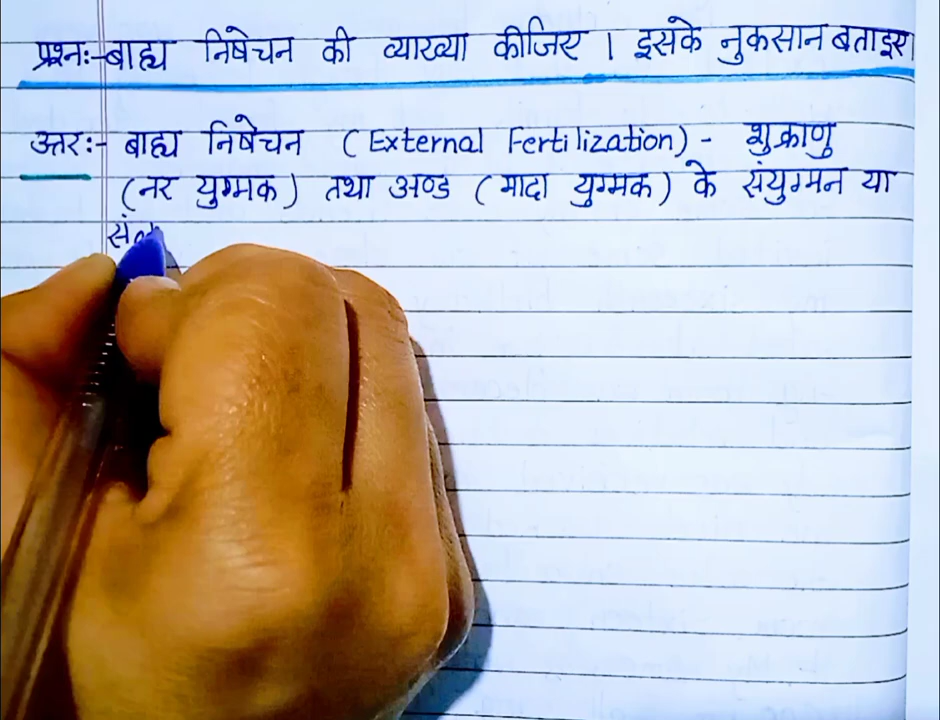 प्रश्नः- बाह्य निषेचन की व्याख्या कीजिए । इसके नुकसान बताइए
उत्तरः- बाह्य निषेचन (External Fertilization) - शुक्राणु
(नर युग्मक) तथा अण्ड (मादा युग्मक) के संयुग्मन या